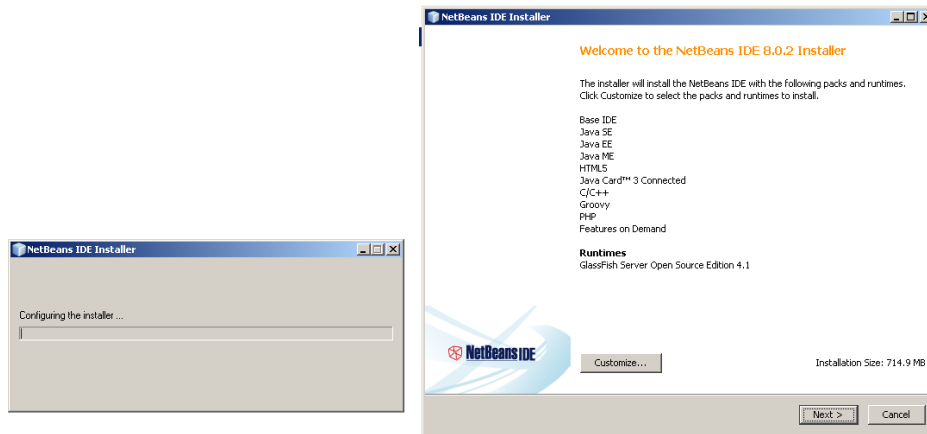 NetBeans IDE Installer
Configuring the installer ...
NetBeans IDE Installer
Welcome to the NetBeans IDE 8.0.2 Installer
The installer will install the NetBeans IDE with the following packs and runtimes.
Click Customize to select the packs and runtimes to install.
Base IDE
Java SE
Java EE
Java ME
HTML5
Java Card™ 3 Connected
C/C++
Groovy
PHP
Features on Demand
Runtimes
GlassFish Server Open Source Edition 4.1
NetBeans IDE
Customize...
Installation Size: 714.9 MB
Next >
Cancel